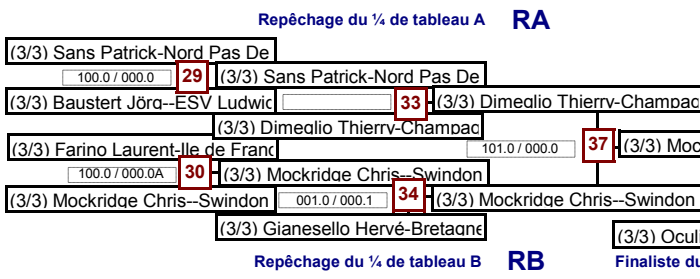 Repêchage du ¼ de tableau A RA
(3/3) Sans Patrick-Nord Pas De
100.0 / 000.0 29 (3/3) Sans Patrick-Nord Pas De
(3/3) Baustert Jörg--ESV Ludwig 33 (3/3) Dimeglio Thierry-Champag
(3/3) Dimeglio Thierry-Champag
(3/3) Farino Laurent-Ile de Franc 101.0 / 000.0 37 (3/3) Moc
100.0 / 000.0A 30 (3/3) Mockridge Chris--Swindon
(3/3) Mockridge Chris--Swindon 001.0 / 000.1 34 (3/3) Mockridge Chris--Swindon
(3/3) Gianesello Hervé-Bretagne
(3/3) Oculi
Repêchage du ¼ de tableau B RB Finaliste du